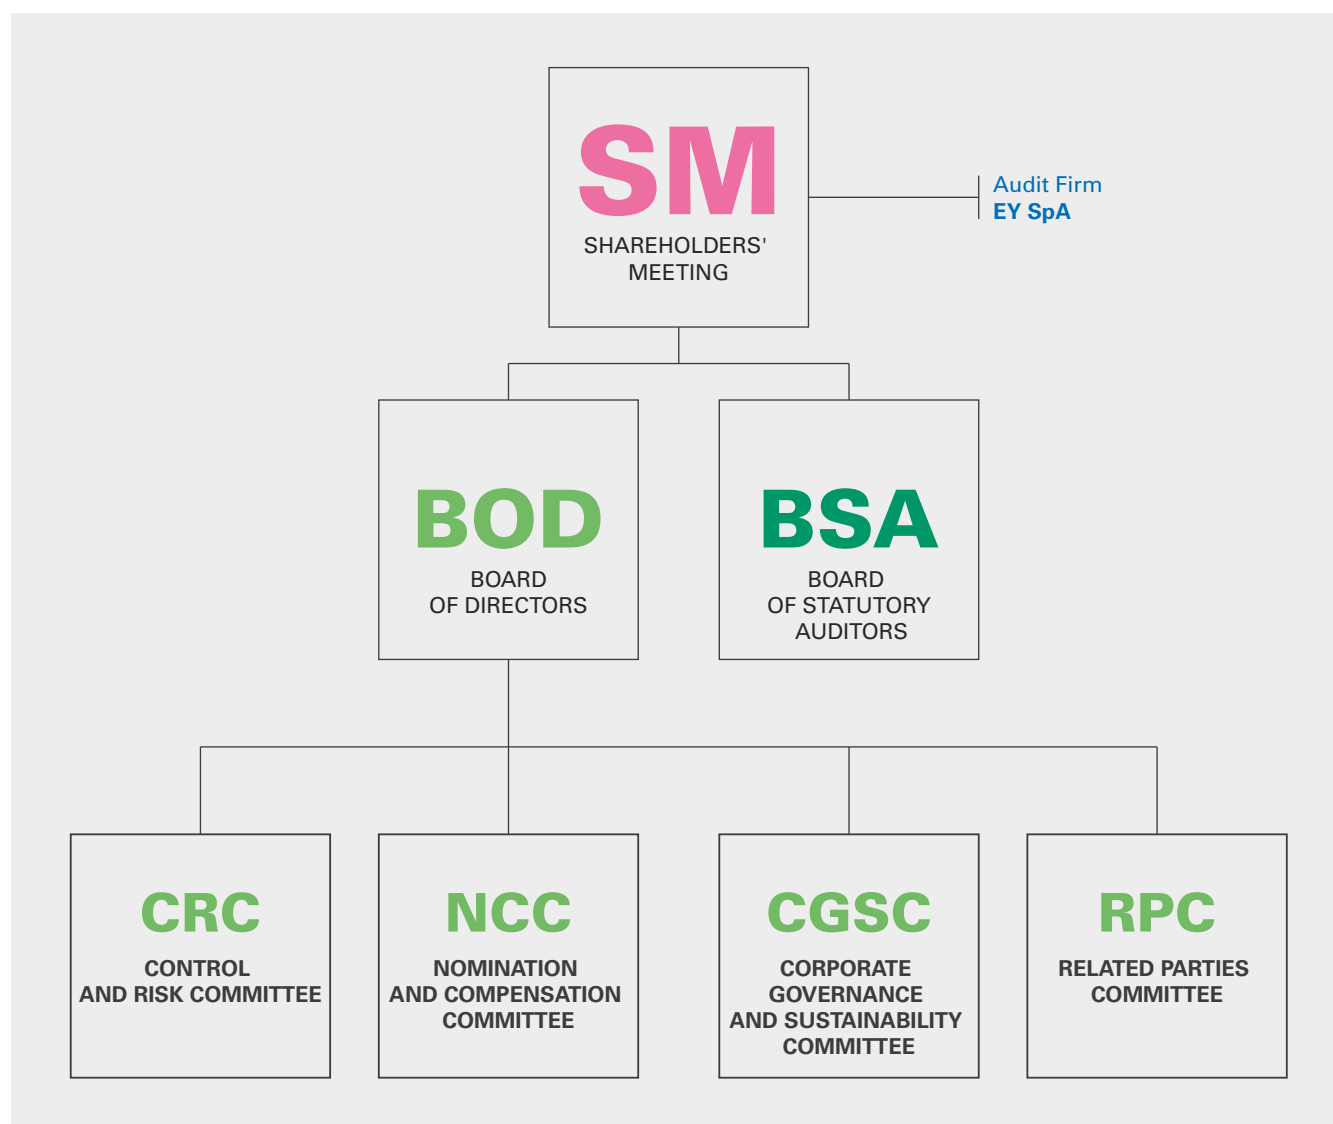 SM
SHAREHOLDERS'
MEETING
Audit Firm
EY SpA
BOD
BOARD
OF DIRECTORS
BSA
BOARD
OF STATUTORY
AUDITORS
CRC
CONTROL
AND RISK COMMITTEE
NCC
NOMINATION
AND COMPENSATION
COMMITTEE
CGSC
CORPORATE
GOVERNANCE
AND SUSTAINABILITY
COMMITTEE
RPC
RELATED PARTIES
COMMITTEE